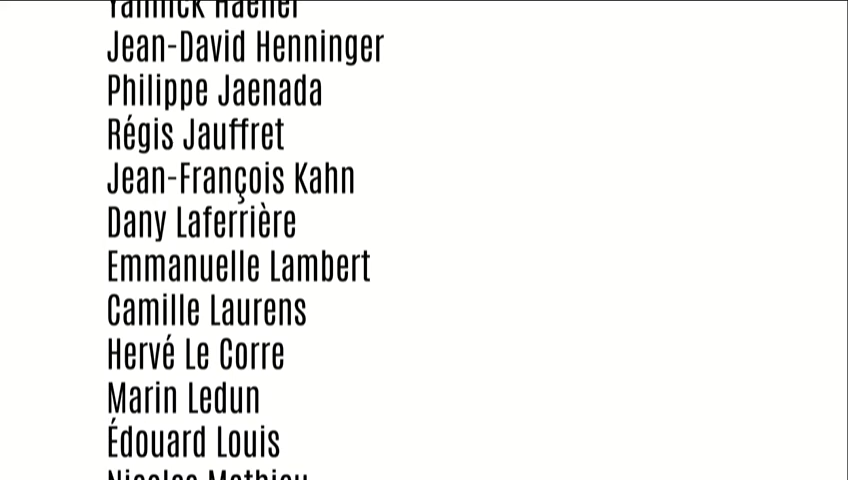 Yannick Haenel
Jean-David Henninger
Philippe Jaenada
Régis Jauffret
Jean-François Kahn
Dany Laferrière
Emmanuelle Lambert
Camille Laurens
Hervé Le Corre
Marin Ledun
Édouard Louis
Nicolas Mathieu